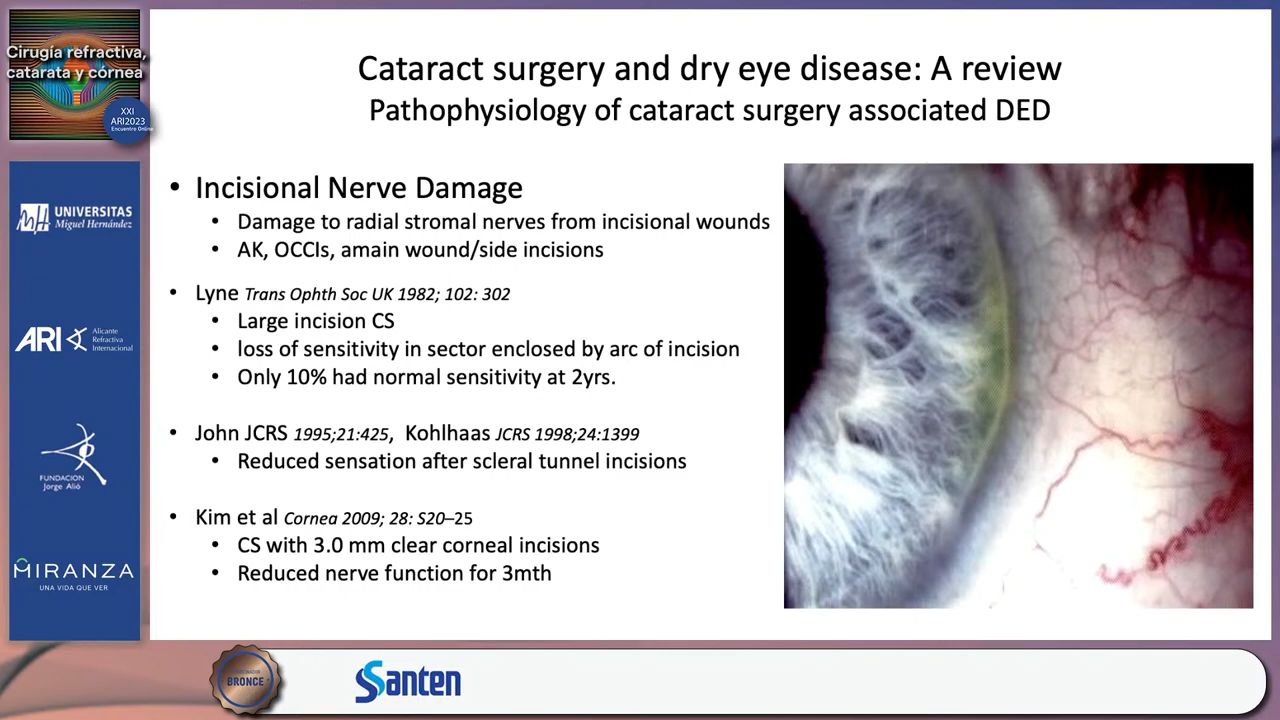 Cirugía refractiva,
catarata y córnea
XXI
ARI2023
Encuentro Online
UNIVERSITAS
Miguel Hernández
ARI
Alicante
Refractiva
Internacional
FUNDACION
Jorge Alió
MIRANZA
UNA VIDA QUE VER
Cataract surgery and dry eye disease: A review
Pathophysiology of cataract surgery associated DED
• Incisional Nerve Damage
• Damage to radial stromal nerves from incisional wounds
• AK, OCCIs, amain wound/side incisions
• Lyne Trans Ophth Soc UK 1982; 102: 302
• Large incision CS
• loss of sensitivity in sector enclosed by arc of incision
• Only 10% had normal sensitivity at 2yrs.
• John JCRS 1995;21:425, Kohlhaas JCRS 1998;24:1399
• Reduced sensation after scleral tunnel incisions
• Kim et al Cornea 2009; 28: S20–25
• CS with 3.0 mm clear corneal incisions
• Reduced nerve function for 3mth
BRONCE
Santen